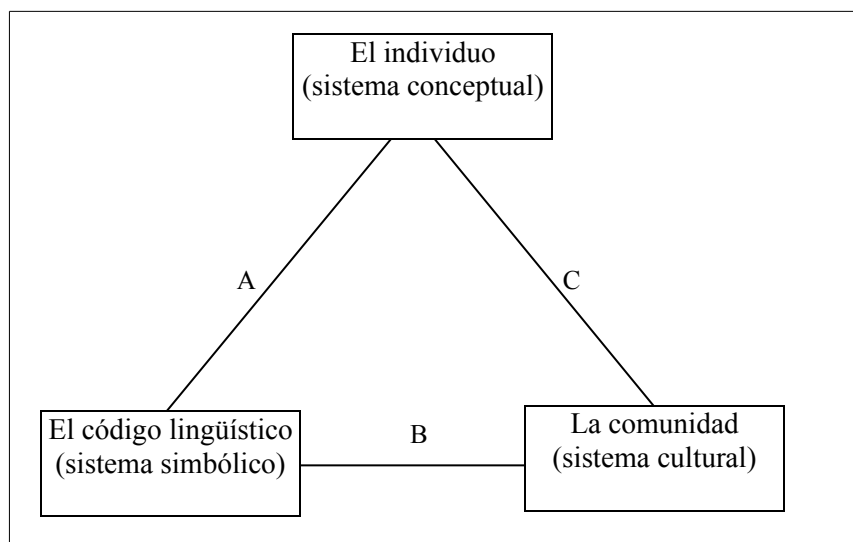 El individuo
(sistema conceptual)
A
C
El código lingüístico
(sistema simbólico)
B
La comunidad
(sistema cultural)